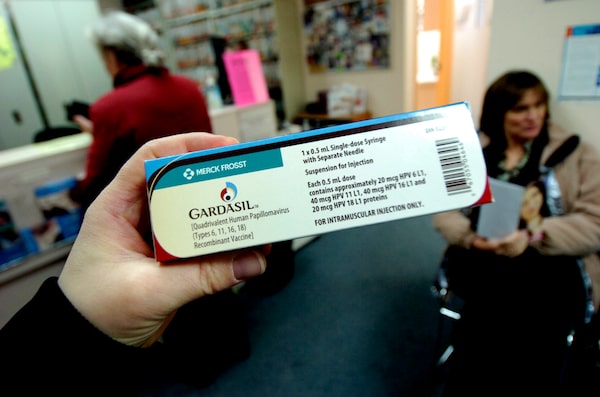 MERCK FROSST
GARDASIL™
[Quadrivalent Human Papillomavirus
(Types 6, 11, 16, 18)
Recombinant Vaccine]
1 x 0.5 mL Single-dose Syringe
with Separate Needle
Suspension for Injection
Each 0.5 mL dose
contains approximately 20 mcg HPV 6 L1,
40 mcg HPV 11 L1, 40 mcg HPV 16 L1 and
20 mcg HPV 18 L1 proteins
FOR INTRAMUSCULAR INJECTION ONLY.